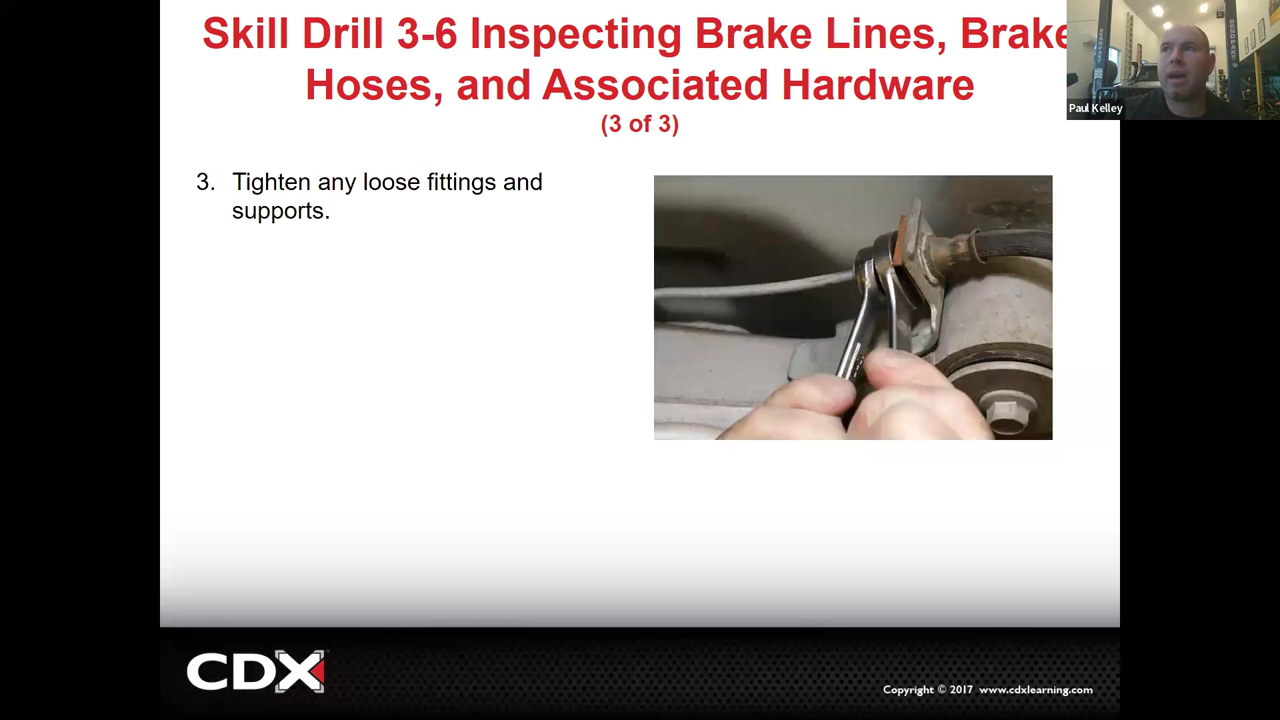 Skill Drill 3-6 Inspecting Brake Lines, Brake
Hoses, and Associated Hardware
(3 of 3)
Paul Kelley
3. Tighten any loose fittings and
supports.
CDX
Copyright © 2017 www.cdxlearning.com